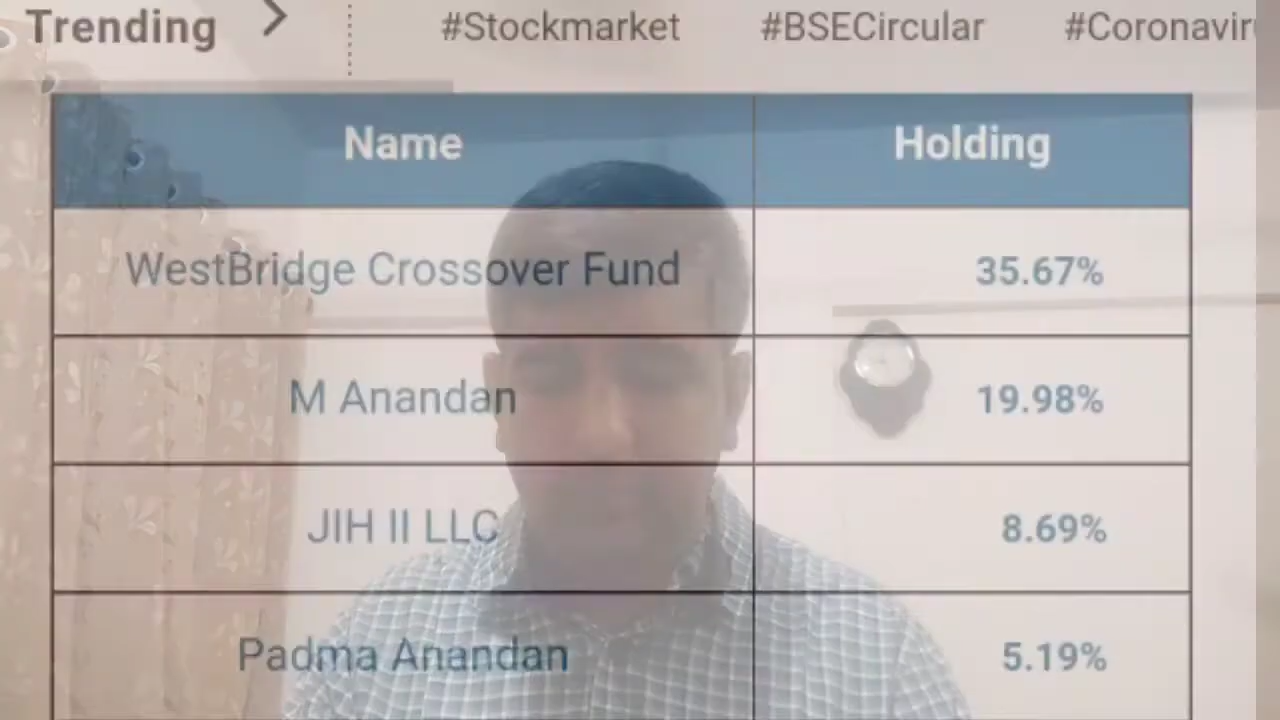 Trending > #Stockmarket #BSECircular #Coronavir
Name Holding
WestBridge Crossover Fund 35.67%
M Anandan 19.98%
JIH II LLC 8.69%
Padma Anandan 5.19%